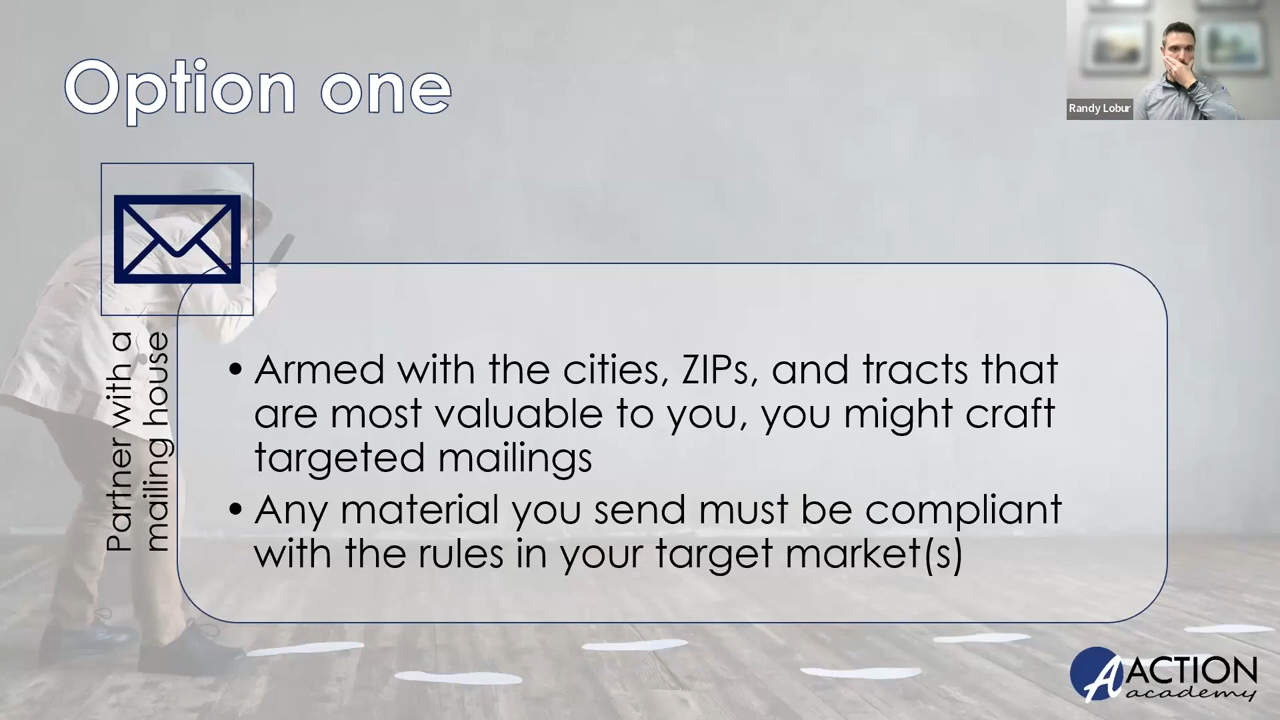 Option one
Randy Lobur
Partner with a
mailing house
• Armed with the cities, ZIPs, and tracts that
are most valuable to you, you might craft
targeted mailings
• Any material you send must be compliant
with the rules in your target market(s)
A ACTION
academy